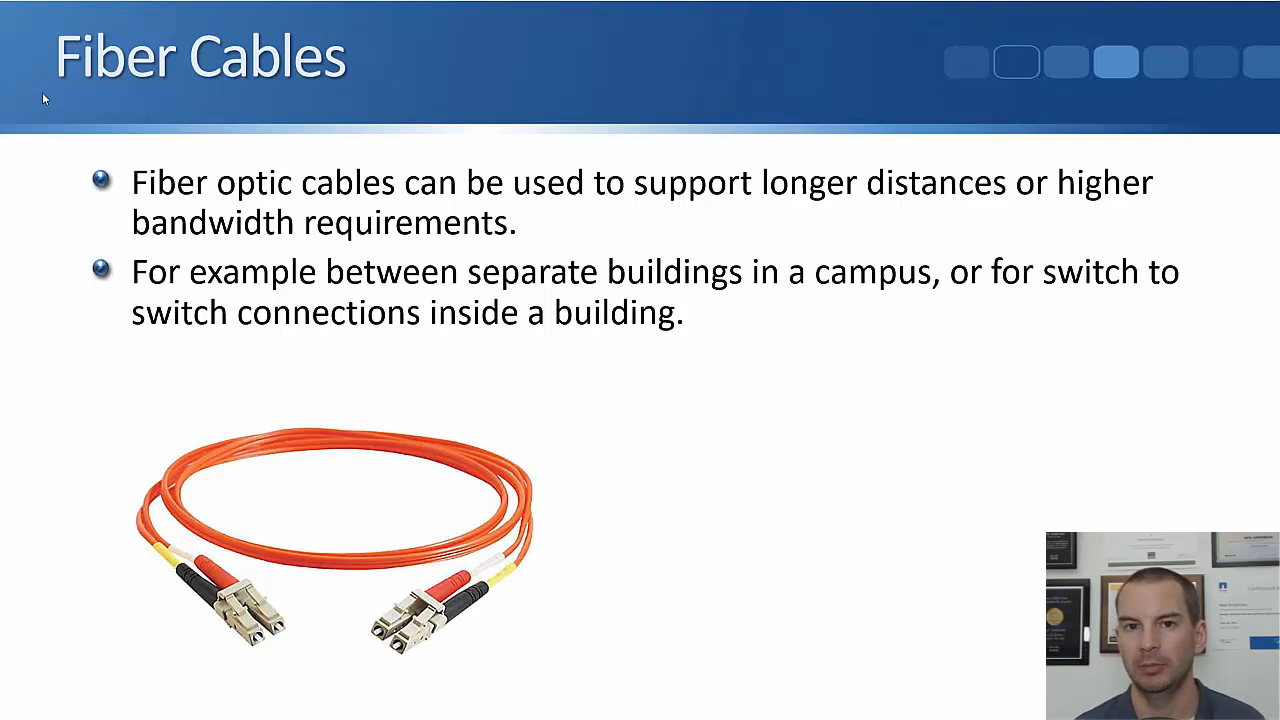 Fiber Cables
Fiber optic cables can be used to support longer distances or higher
bandwidth requirements.
For example between separate buildings in a campus, or for switch to
switch connections inside a building.